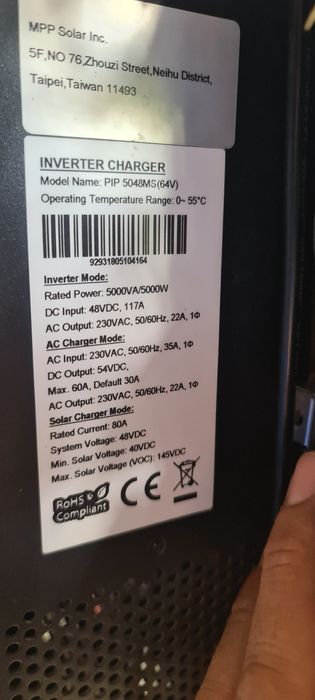 MPP Solar Inc.
5F,NO 76,Zhouzi Street,Neihu District,
Taipei,Taiwan 11493
INVERTER CHARGER
Model Name: PIP 5048MS(64V)
Operating Temperature Range: 0~ 55°C
92931805104164
Inverter Mode:
Rated Power: 5000VA/5000W
DC Input: 48VDC, 117A
AC Output: 230VAC, 50/60Hz, 22A, 1Φ
AC Charger Mode:
AC Input: 230VAC, 50/60Hz, 35A, 1Φ
DC Output: 54VDC,
Max. 60A, Default 30A
AC Output: 230VAC, 50/60Hz, 22A, 1Φ
Solar Charger Mode:
Rated Current: 80A
System Voltage: 48VDC
Min. Solar Voltage: 40VDC
Max. Solar Voltage (VOC): 145VDC
RoHS
Compliant
CE